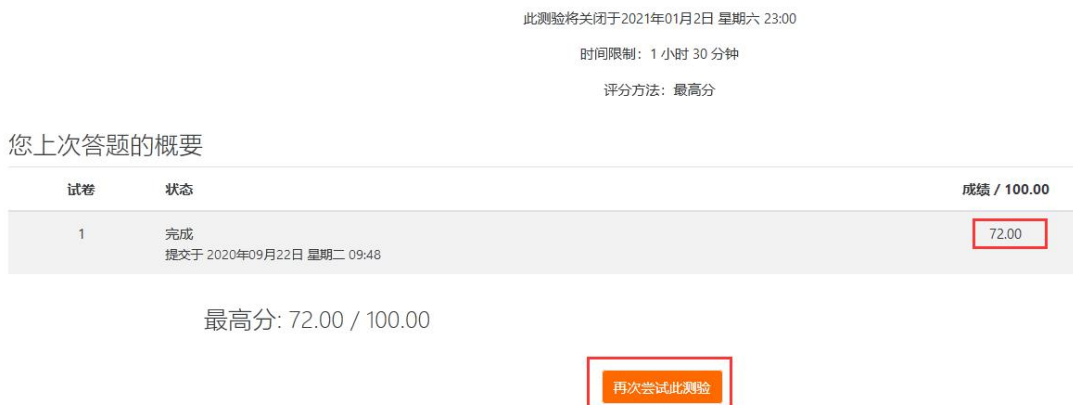 此测验将关闭于2021年01月2日 星期六 23:00
时间限制：1 小时 30 分钟
评分方法：最高分
您上次答题的概要
试卷 状态 成绩 / 100.00
1 完成 72.00
提交于 2020年09月22日 星期二 09:48
最高分: 72.00 / 100.00
再次尝试此测验